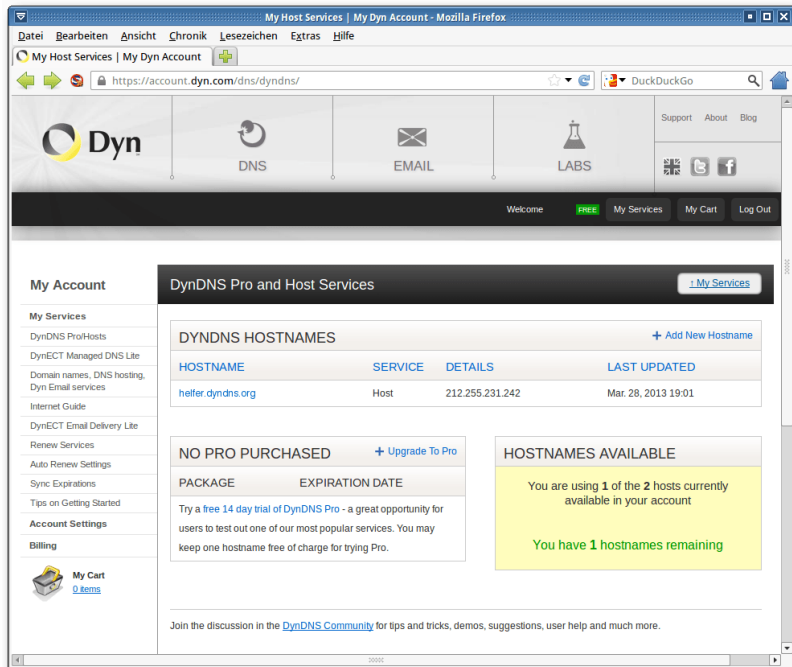 My Host Services | My Dyn Account - Mozilla Firefox
Datei Bearbeiten Ansicht Chronik Lesezeichen Extras Hilfe
My Host Services | My Dyn Account
https://account.dyn.com/dns/dyndns/
DuckDuckGo
Dyn
DNS
EMAIL
LABS
Support About Blog
Welcome FREE My Services My Cart Log Out
My Account
My Services
DynDNS Pro/Hosts
DynECT Managed DNS Lite
Domain names, DNS hosting,
Dyn Email services
Internet Guide
DynECT Email Delivery Lite
Renew Services
Auto Renew Settings
Sync Expirations
Tips on Getting Started
Account Settings
Billing
My Cart
0 items
DynDNS Pro and Host Services
↑ My Services
DYNDNS HOSTNAMES
+ Add New Hostname
HOSTNAME SERVICE DETAILS LAST UPDATED
helfer.dyndns.org Host 212.255.231.242 Mar. 28, 2013 19:01
NO PRO PURCHASED
+ Upgrade To Pro
PACKAGE EXPIRATION DATE
Try a free 14 day trial of DynDNS Pro - a great opportunity for
users to test out one of our most popular services. You may
keep one hostname free of charge for trying Pro.
HOSTNAMES AVAILABLE
You are using 1 of the 2 hosts currently
available in your account
You have 1 hostnames remaining
Join the discussion in the DynDNS Community for tips and tricks, demos, suggestions, user help and much more.